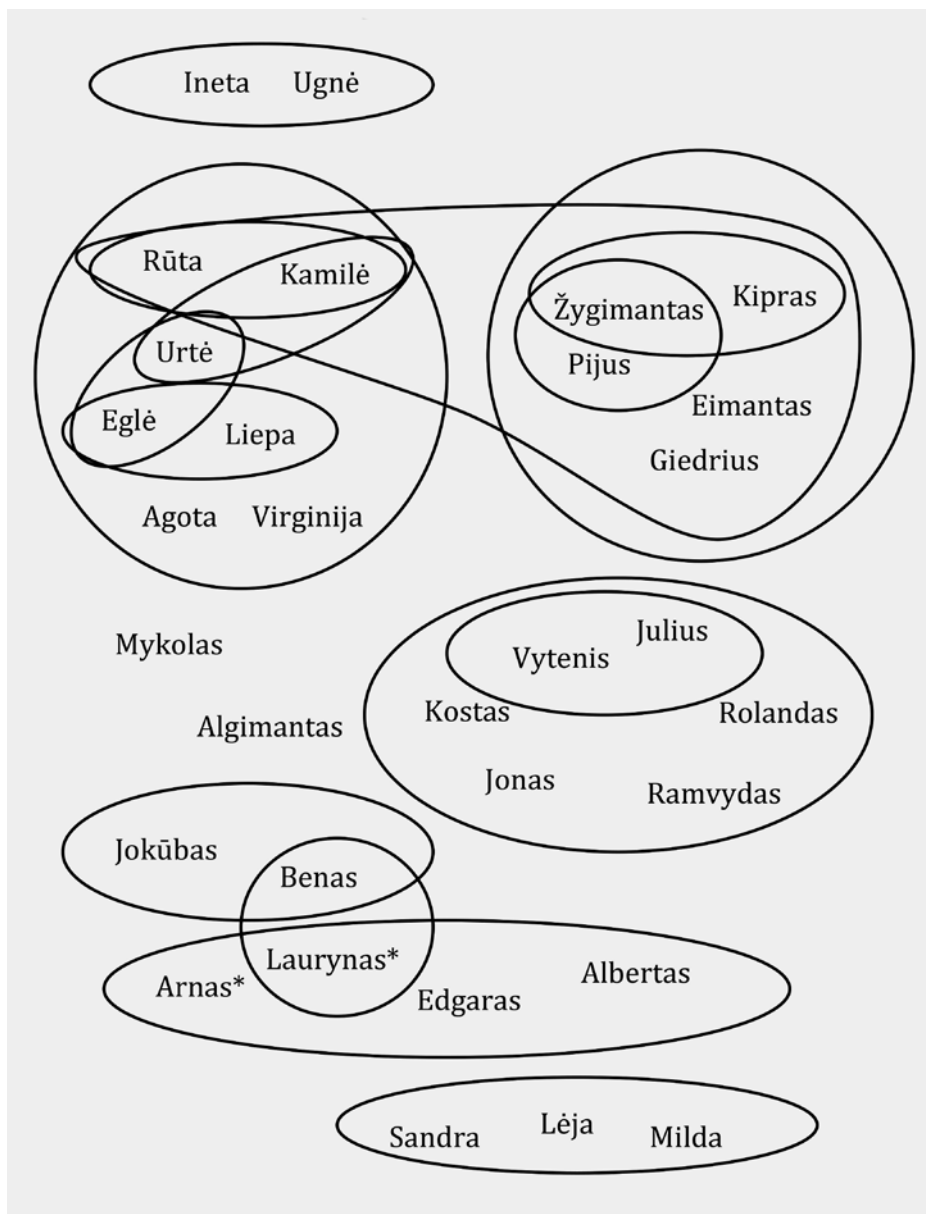 Ineta Ugnė
Rūta
Kamilė
Urtė
Eglė
Liepa
Agota Virginija
Žygimantas
Kipras
Pijus
Eimantas
Giedrius
Mykolas
Algimantas
Julius
Vytenis
Kostas
Rolandas
Jonas
Ramvydas
Jokūbas
Benas
Laurynas*
Arnas*
Edgaras
Albertas
Sandra
Lėja
Milda